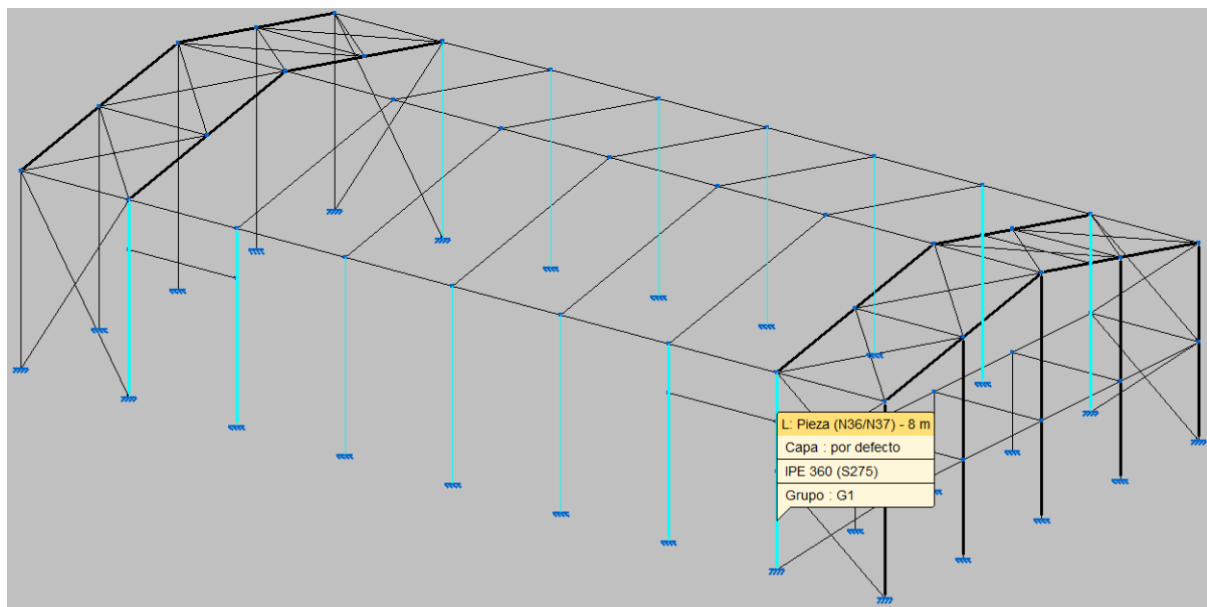 L: Pieza (N36/N37) - 8 m
Capa : por defecto
IPE 360 (S275)
Grupo : G1